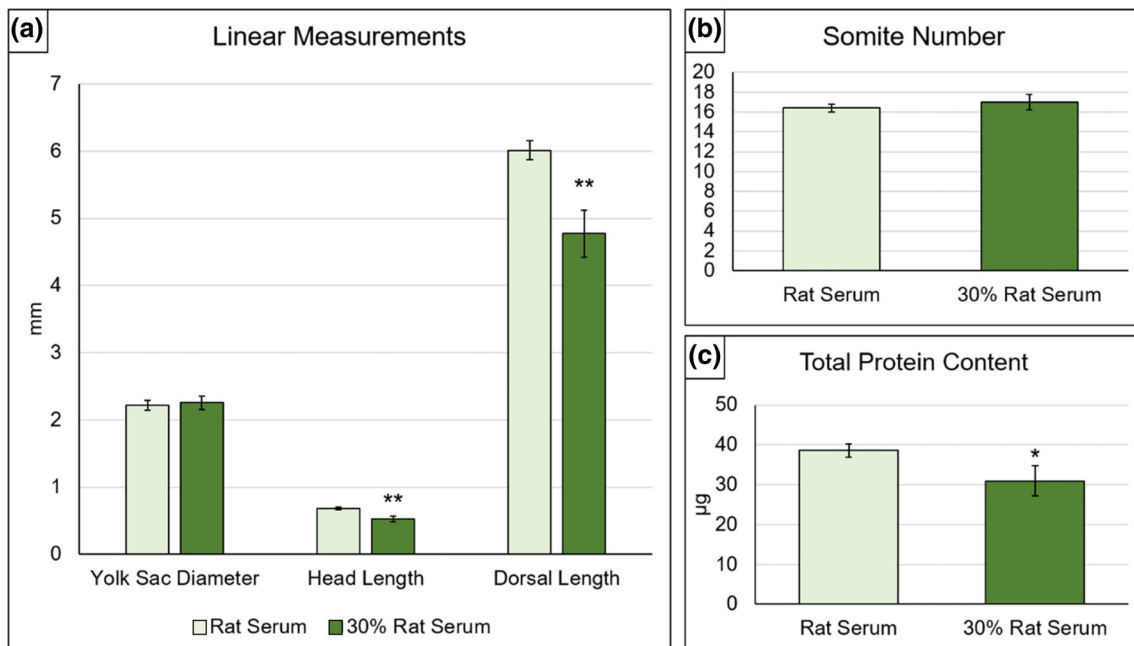 (a)
Linear Measurements
7
6
5
4
3
2
1
0
mm
**
**
Yolk Sac Diameter Head Length Dorsal Length
Rat Serum 30% Rat Serum
(b)
Somite Number
20
18
16
14
12
10
8
6
4
2
0
Rat Serum 30% Rat Serum
(c)
Total Protein Content
50
40
30
20
10
0
µg
*
Rat Serum 30% Rat Serum